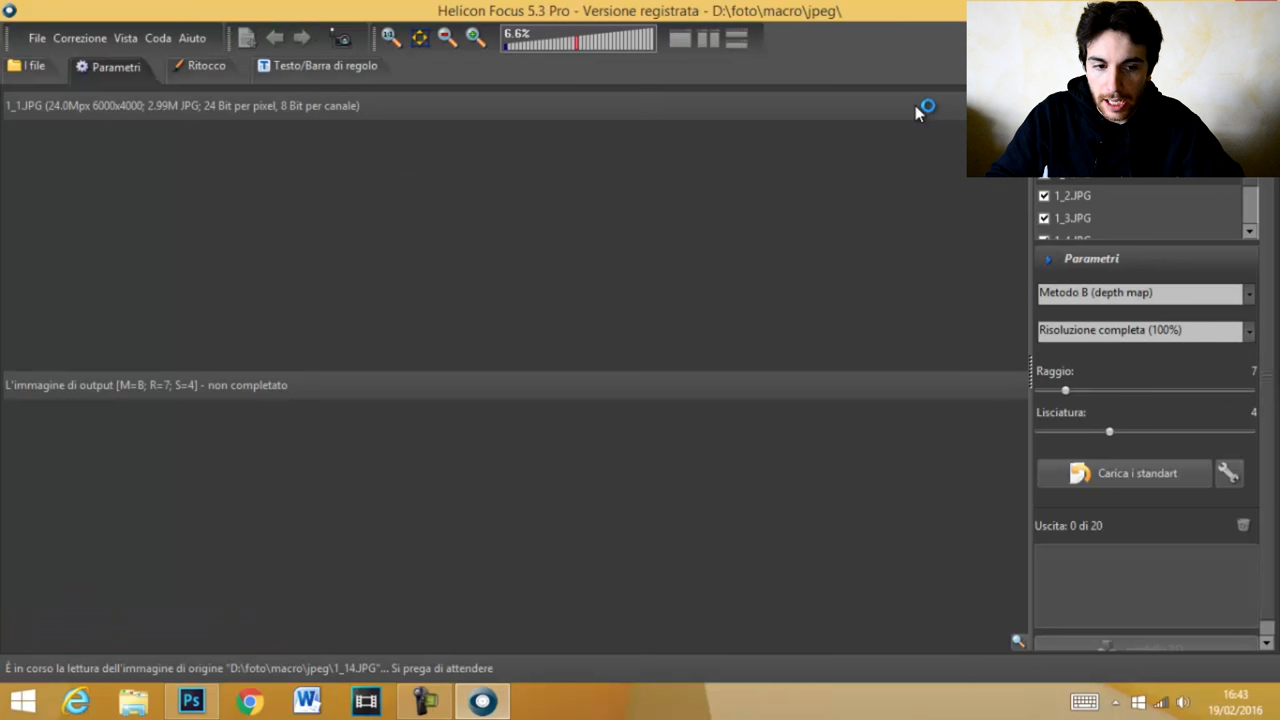 Helicon Focus 5.3 Pro - Versione registrata - D:\foto\macro\jpeg\
File Correzione Vista Coda Aiuto
6.6%
I file Parametri Ritocco Testo/Barra di regolo
1_1.JPG (24.0Mpx 6000x4000; 2.99M JPG; 24 Bit per pixel, 8 Bit per canale)
1_2.JPG
1_3.JPG
Parametri
Metodo B (depth map)
Risoluzione completa (100%)
Raggio: 7
L'immagine di output [M=B; R=7; S=4] - non completato
Lisciatura: 4
Carica i standart
Uscita: 0 di 20
È in corso la lettura dell'immagine di origine "D:\foto\macro\jpeg\1_14.JPG"... Si prega di attendere
Ps
W
16:43
19/02/2016